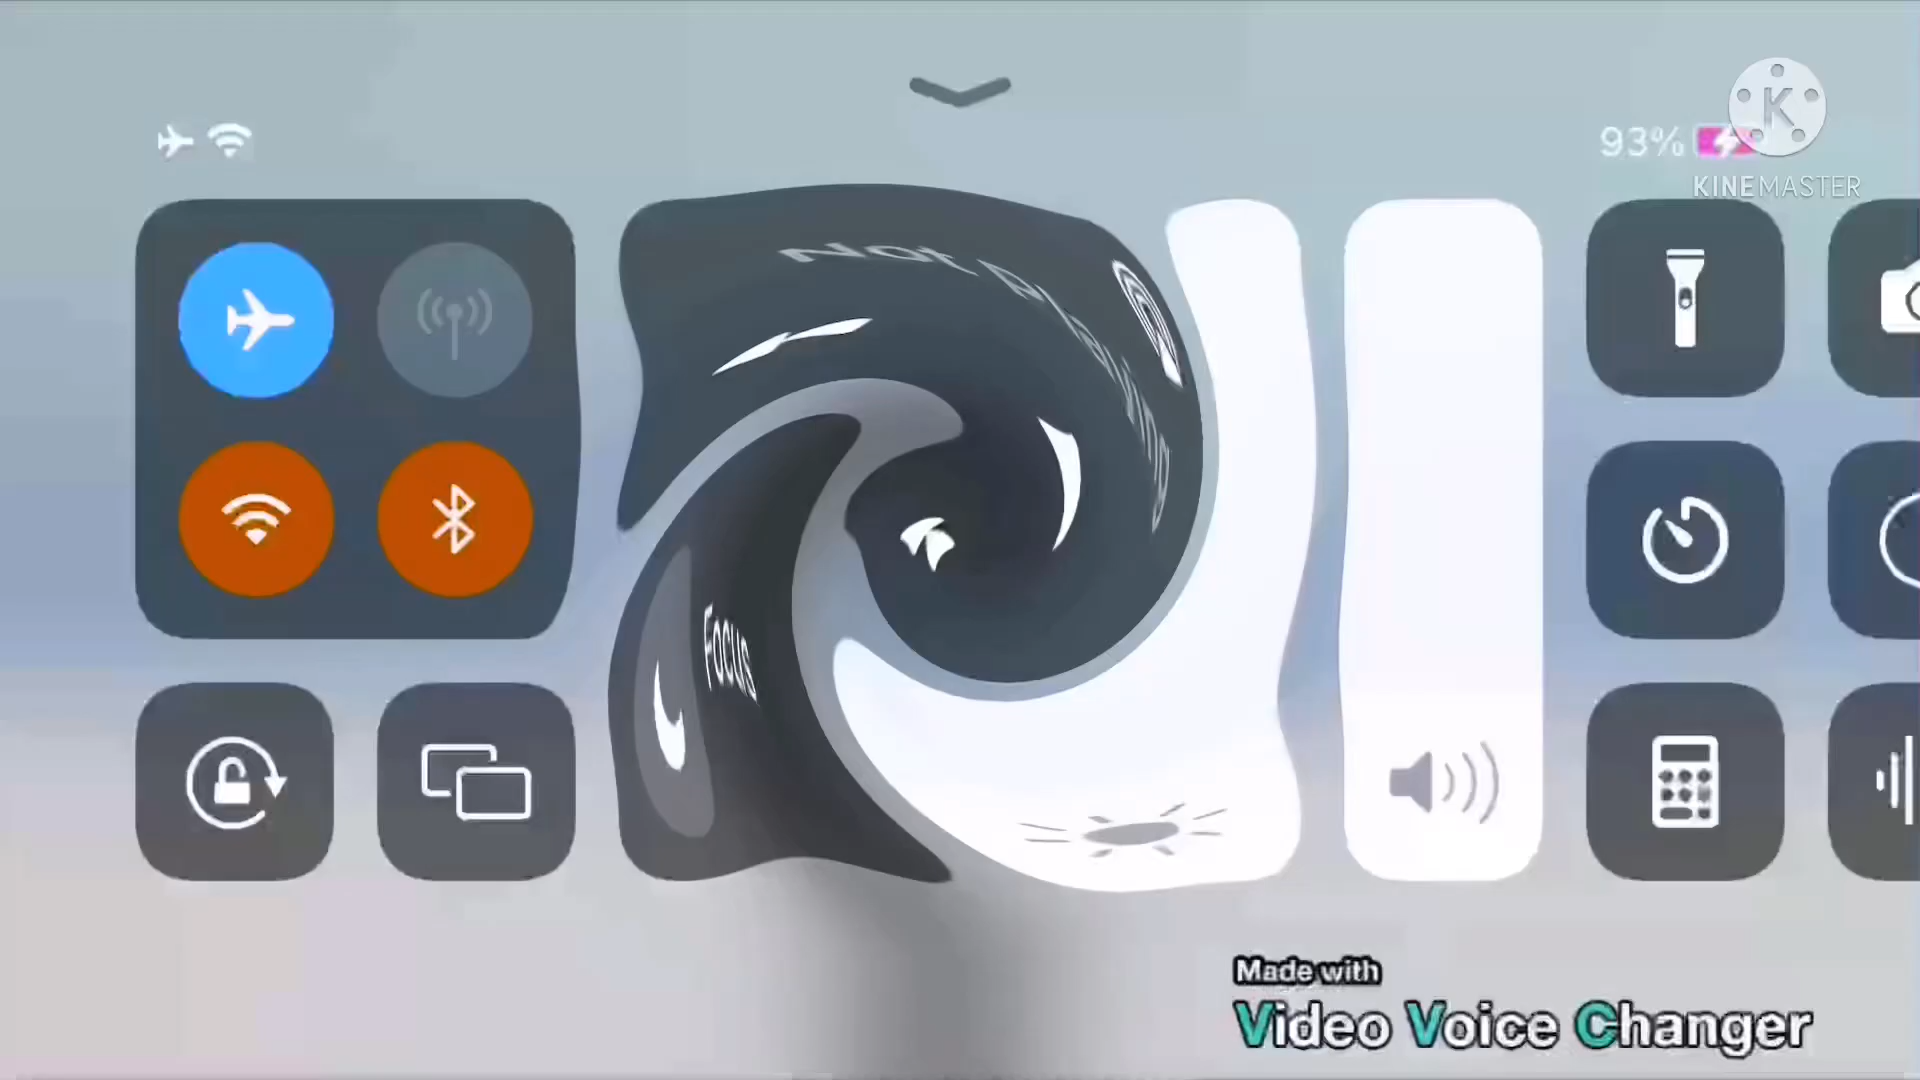 93%
KINEMASTER
Not Playing
Focus
Made with
Video Voice Changer